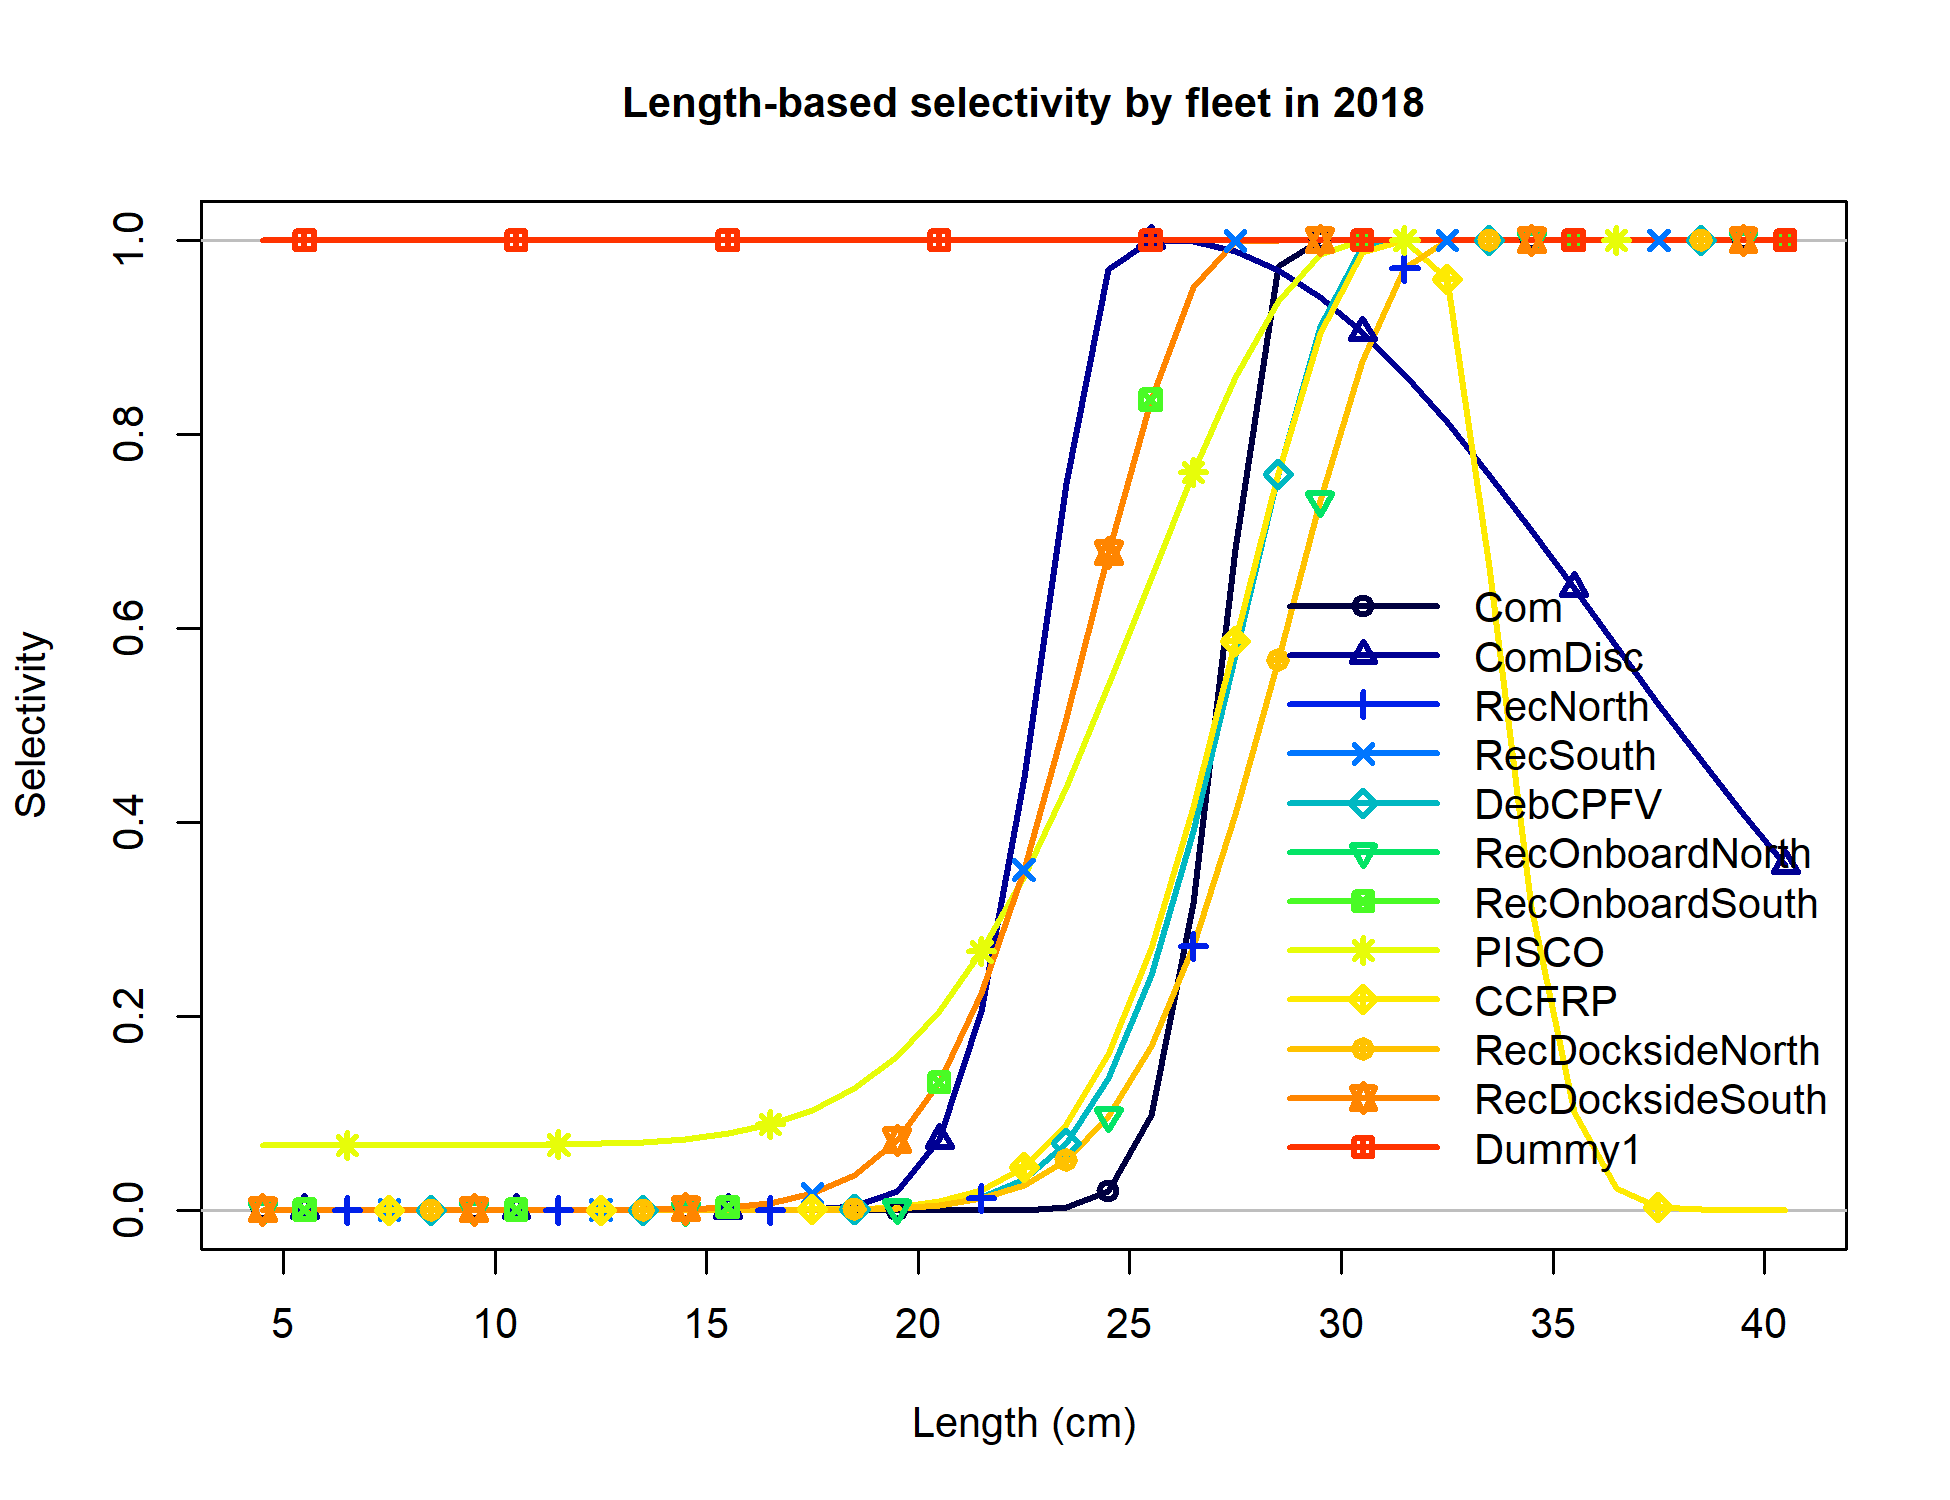 Length-based selectivity by fleet in 2018
Selectivity
1.0
0.8
0.6
0.4
0.2
0.0
Com
ComDisc
RecNorth
RecSouth
DebCPFV
RecOnboardNorth
RecOnboardSouth
PISCO
CCFRP
RecDocksideNorth
RecDocksideSouth
Dummy1
5 10 15 20 25 30 35 40
Length (cm)